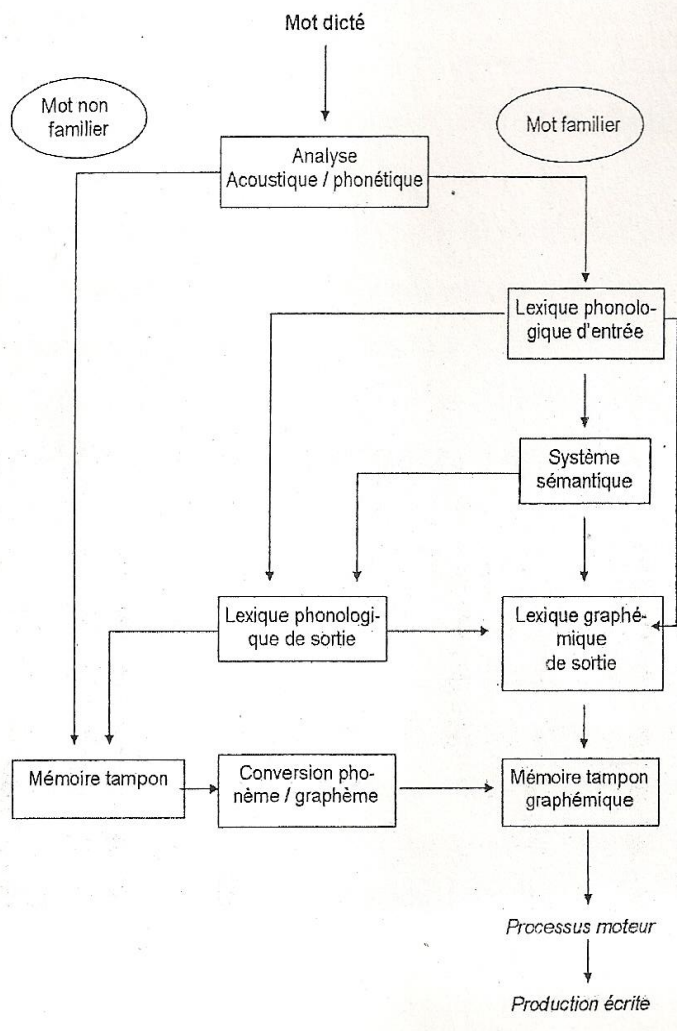 Mot dicté
Mot non
familier
Mot familier
Analyse
Acoustique / phonétique
Lexique phonolo-
gique d'entrée
Système
sémantique
Lexique phonologi-
que de sortie
Lexique graphé-
mique
de sortie
Mémoire tampon
Conversion pho-
nème / graphème
Mémoire tampon
graphémique
Processus moteur
Production écrite